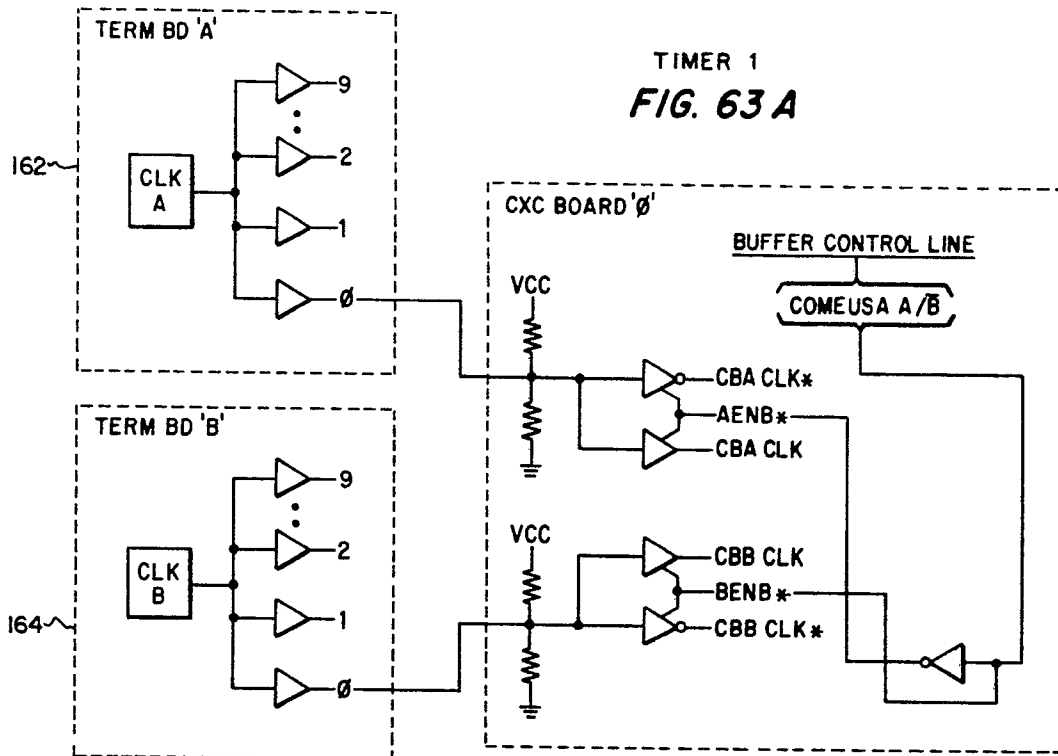 TERM BD 'A'
9
2
1
Ø
CLK
A
162
TIMER 1
FIG. 63 A
CXC BOARD 'Ø'
BUFFER CONTROL LINE
COMEUSA A/B̅
VCC
CBA CLK*
AENB*
CBA CLK
TERM BD 'B'
9
2
1
Ø
CLK
B
164
VCC
CBB CLK
BENB*
CBB CLK*